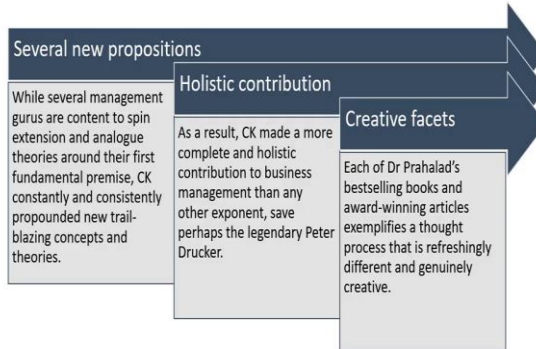 Several new propositions
While several management
gurus are content to spin
extension and analogue
theories around their first
fundamental premise, CK
constantly and consistently
propounded new trail-
blazing concepts and
theories.
Holistic contribution
As a result, CK made a more
complete and holistic
contribution to business
management than any
other exponent, save
perhaps the legendary Peter
Drucker.
Creative facets
Each of Dr Prahalad's
bestselling books and
award-winning articles
exemplifies a thought
process that is refreshingly
different and genuinely
creative.